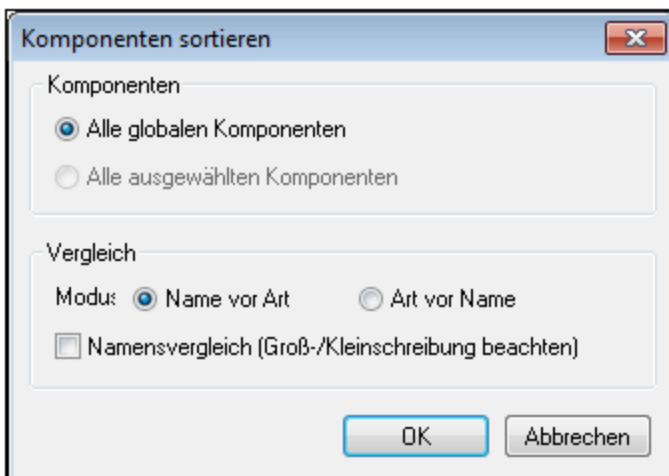 Komponenten sortieren
Komponenten
Alle globalen Komponenten
Alle ausgewählten Komponenten
Vergleich
Modus Name vor Art Art vor Name
Namensvergleich (Groß-/Kleinschreibung beachten)
OK Abbrechen